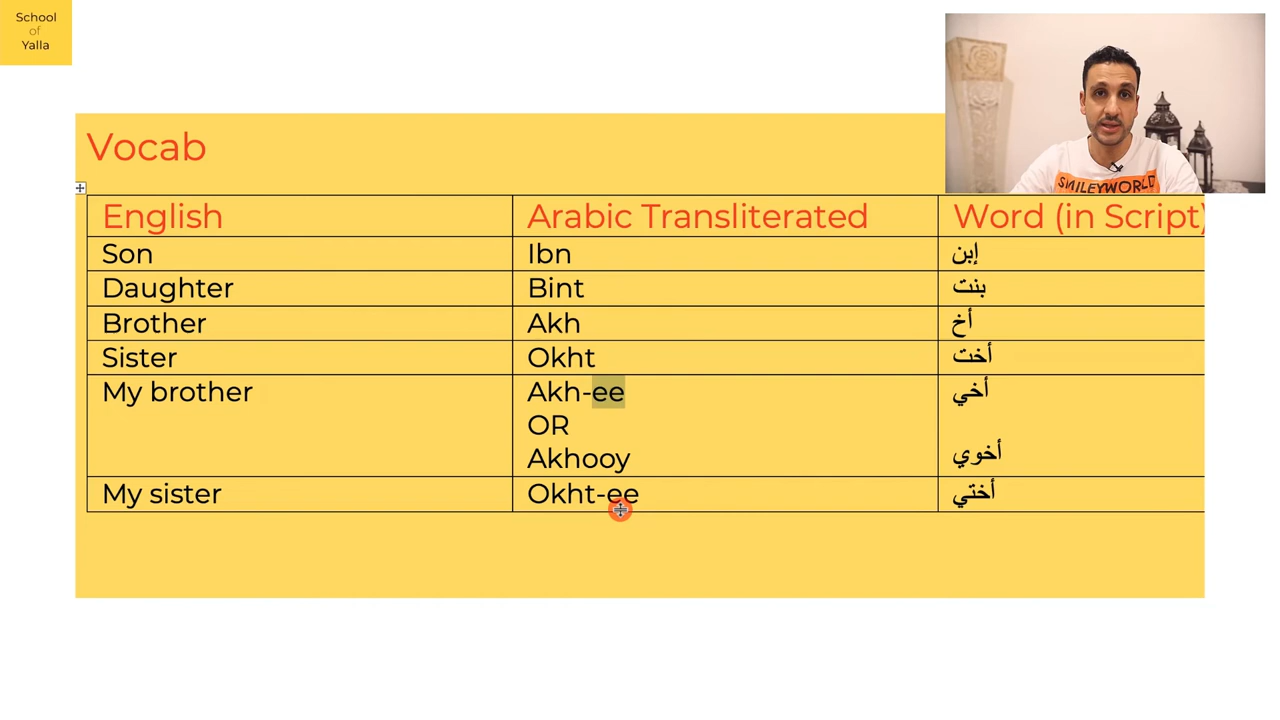 School
of
Yalla
SMILEYWORLD
Vocab
English Arabic Transliterated Word (in Script)
Son Ibn إبن
Daughter Bint بنت
Brother Akh أخ
Sister Okht أخت
My brother Akh-ee أخي
OR
Akhooy أخوي
My sister Okht-ee أختي